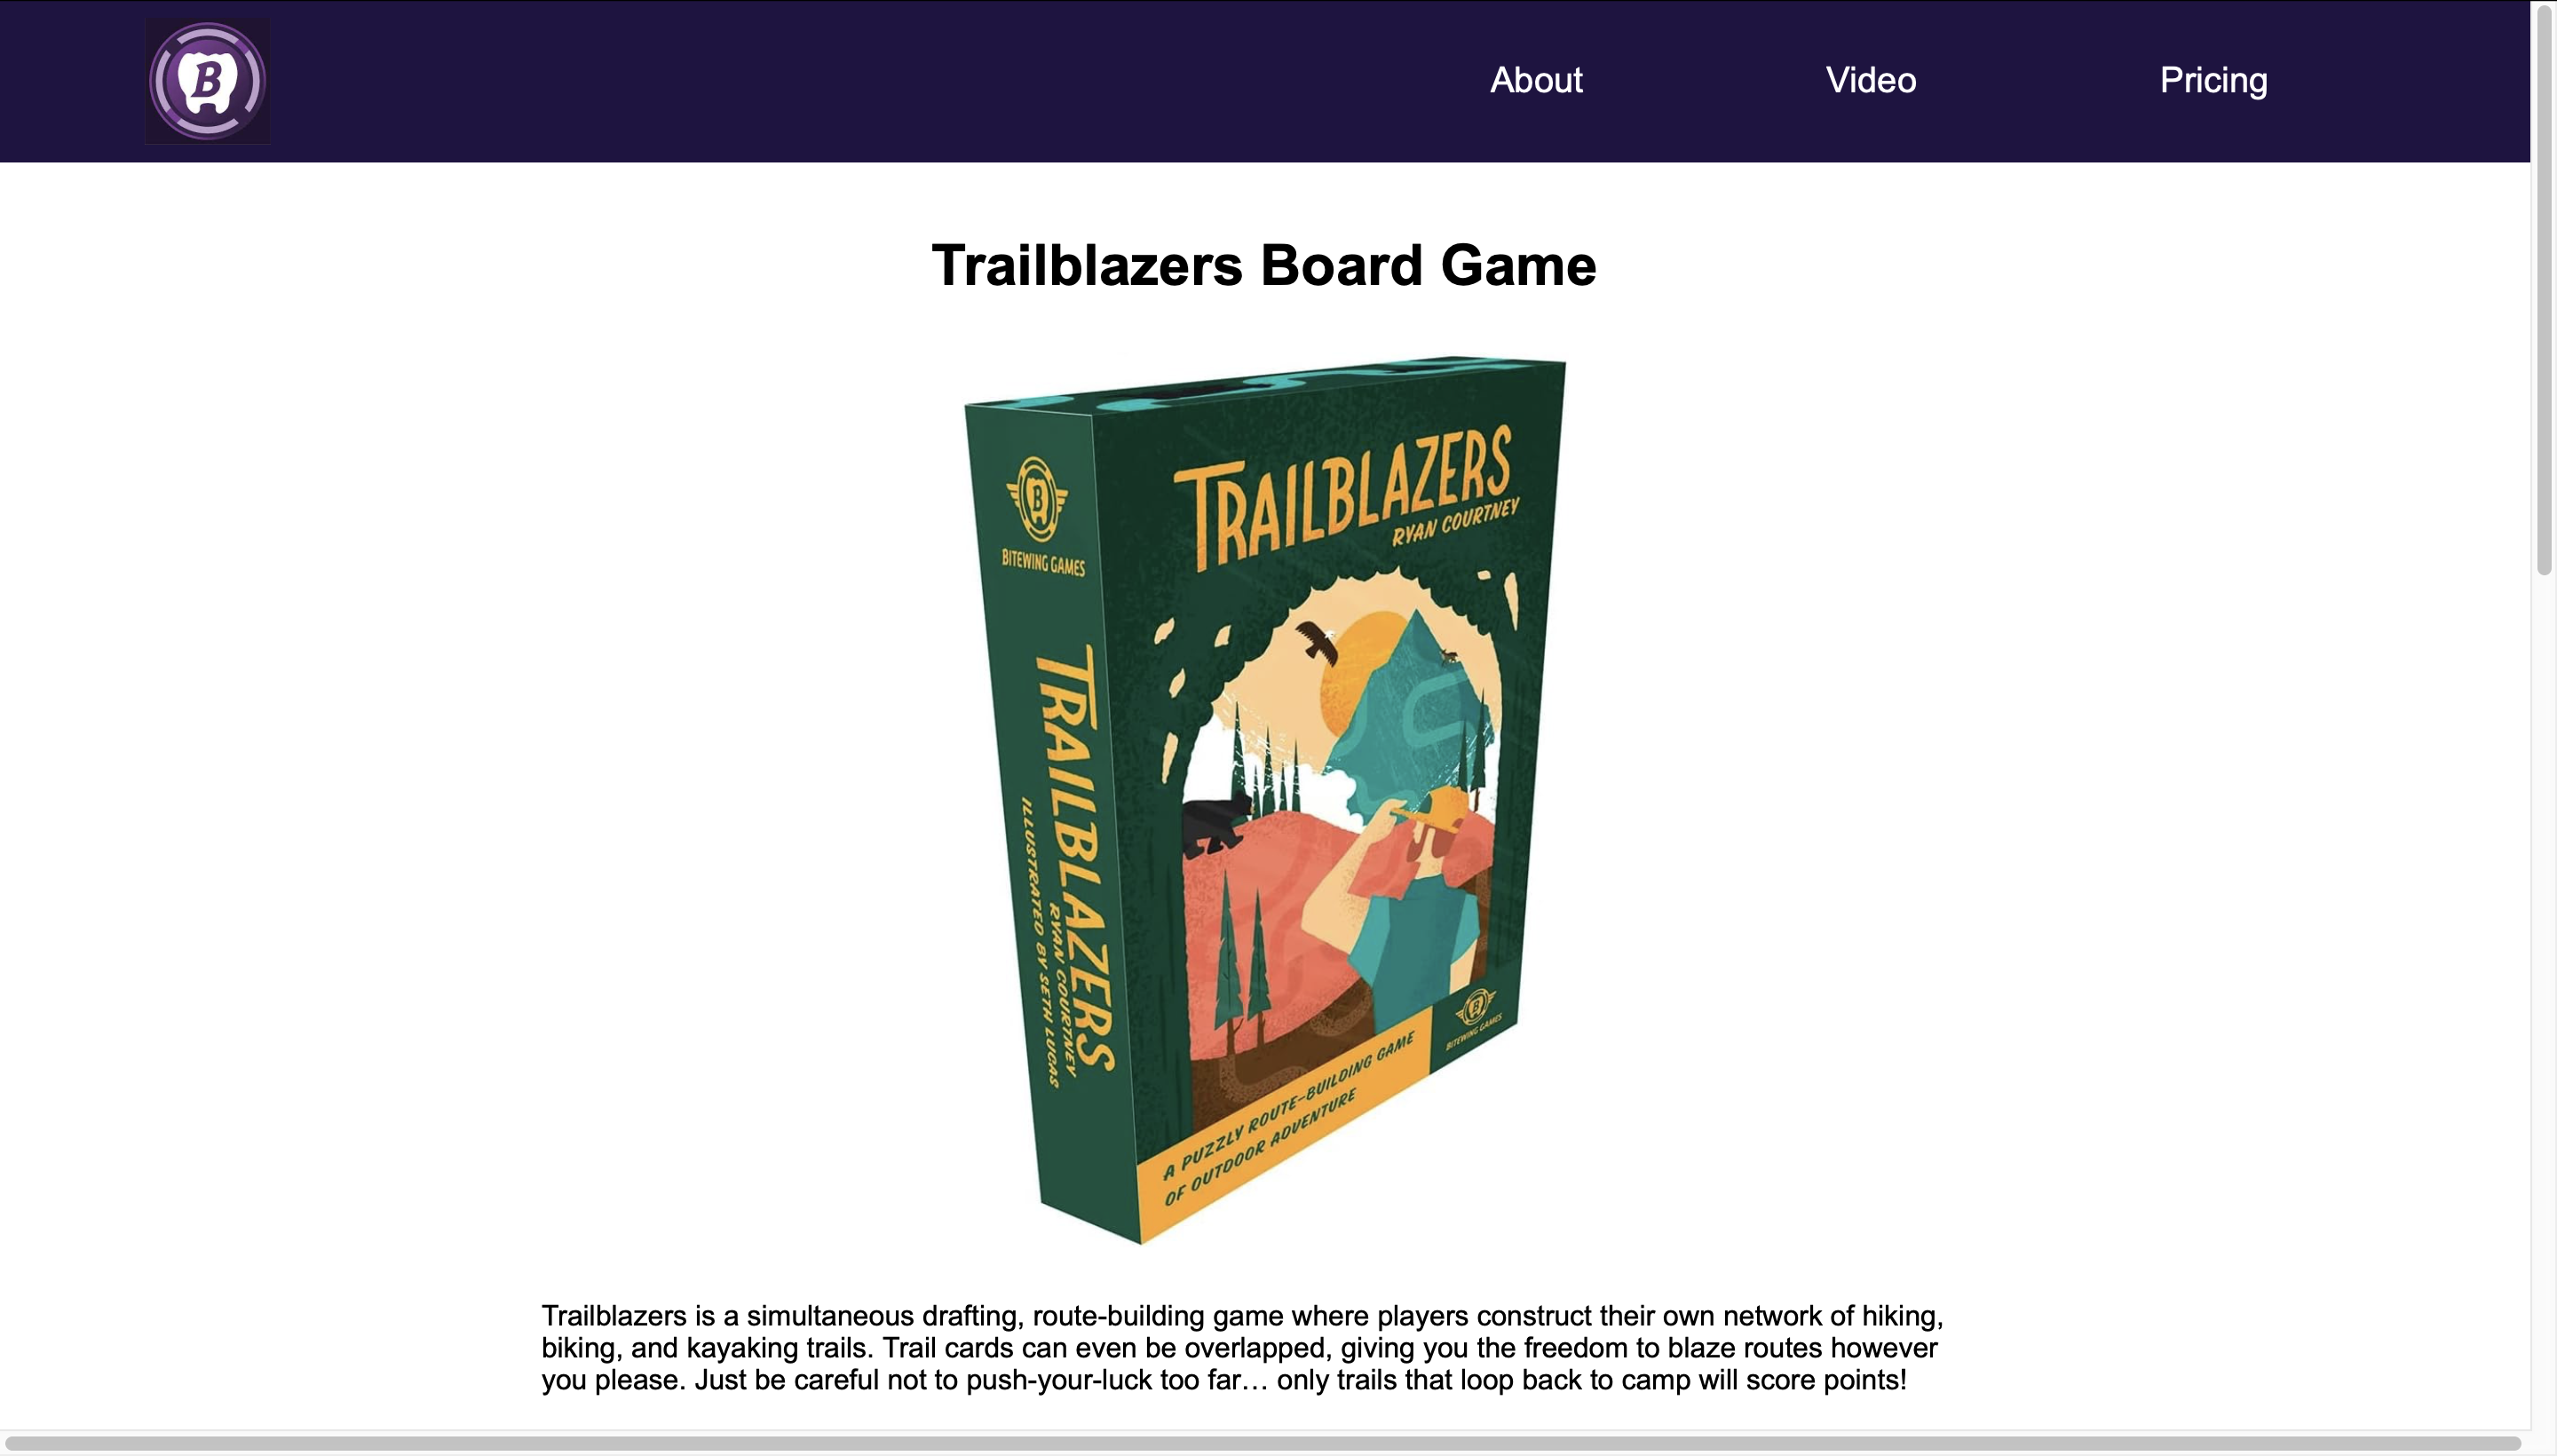 B
About
Video
Pricing
Trailblazers Board Game
B
BITEWING GAMES
TRAILBLAZERS
RYAN COURTNEY
ILLUSTRATED BY SETH LUCAS
TRAILBLAZERS
RYAN COURTNEY
A PUZZLY ROUTE-BUILDING GAME
OF OUTDOOR ADVENTURE
B
BITEWING GAMES
Trailblazers is a simultaneous drafting, route-building game where players construct their own network of hiking,
biking, and kayaking trails. Trail cards can even be overlapped, giving you the freedom to blaze routes however
you please. Just be careful not to push-your-luck too far… only trails that loop back to camp will score points!